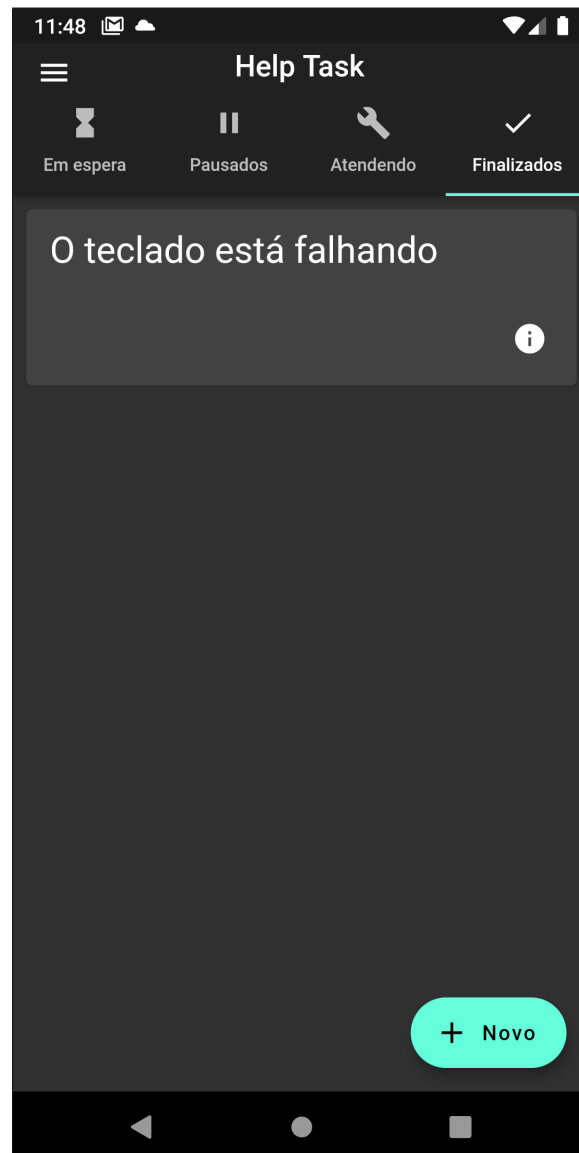 11:48
Help Task
Em espera
Pausados
Atendendo
Finalizados
O teclado está falhando
Novo